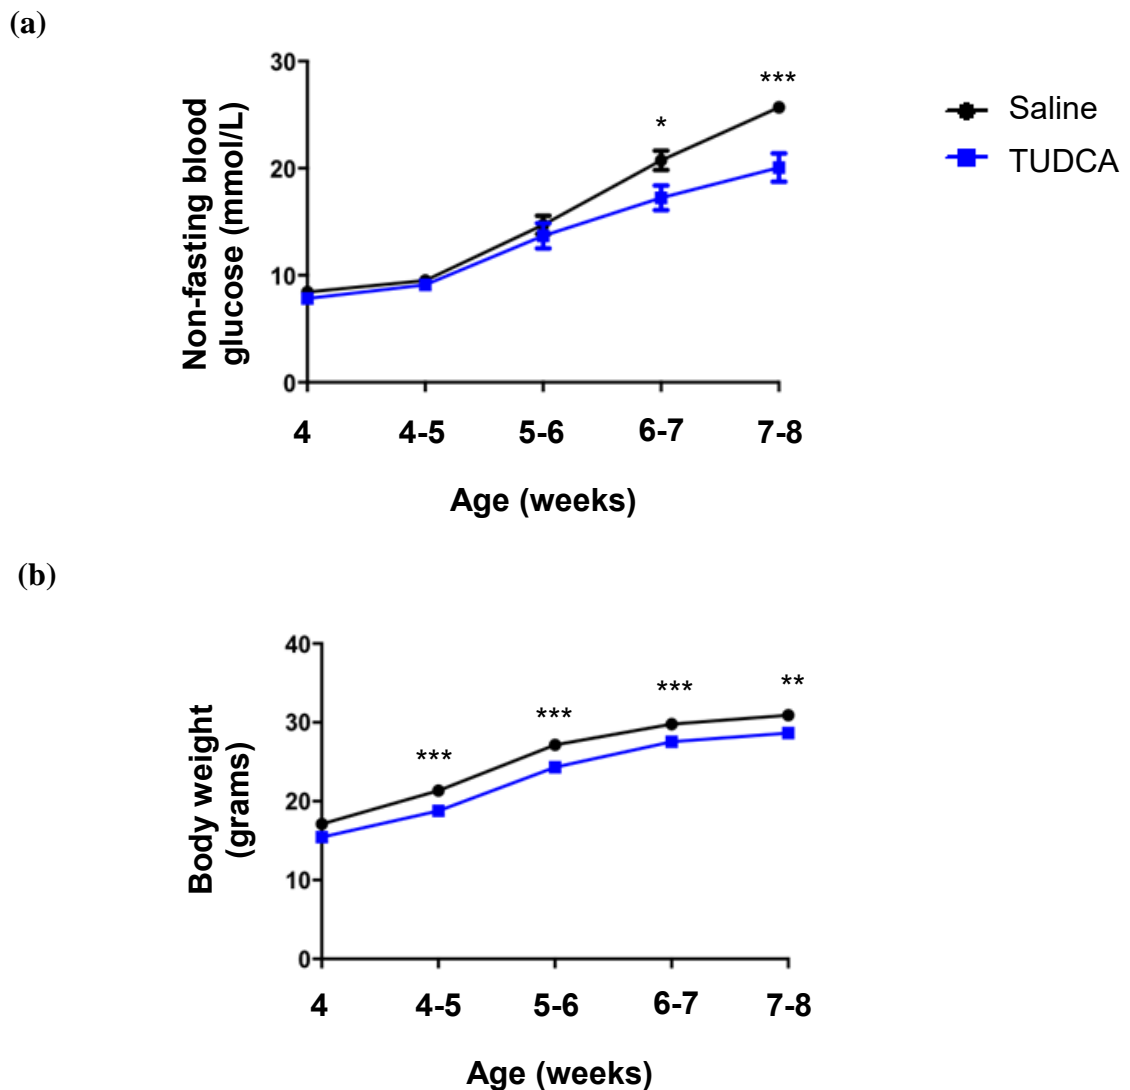 (a)
Non-fasting blood
glucose (mmol/L)
30
20
10
0
*
***
4
4-5
5-6
6-7
7-8
Age (weeks)
Saline
TUDCA
(b)
Body weight
(grams)
40
30
20
10
0
***
***
***
**
4
4-5
5-6
6-7
7-8
Age (weeks)